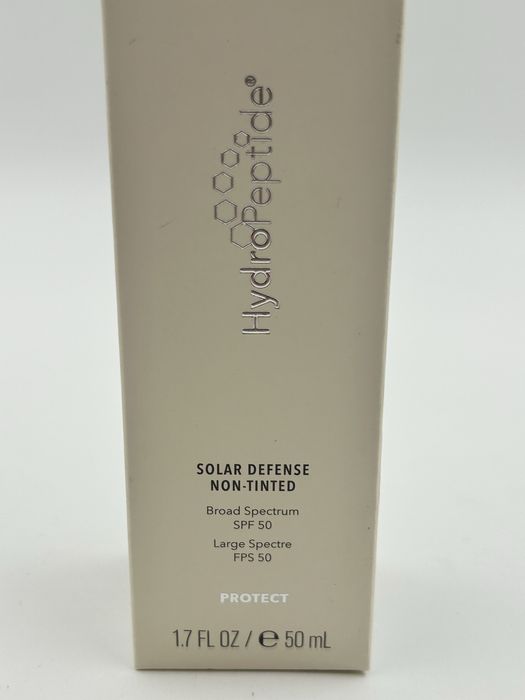 HydroPeptide®
SOLAR DEFENSE
NON-TINTED
Broad Spectrum
SPF 50
Large Spectre
FPS 50
PROTECT
1.7 FL OZ / ℮ 50 mL